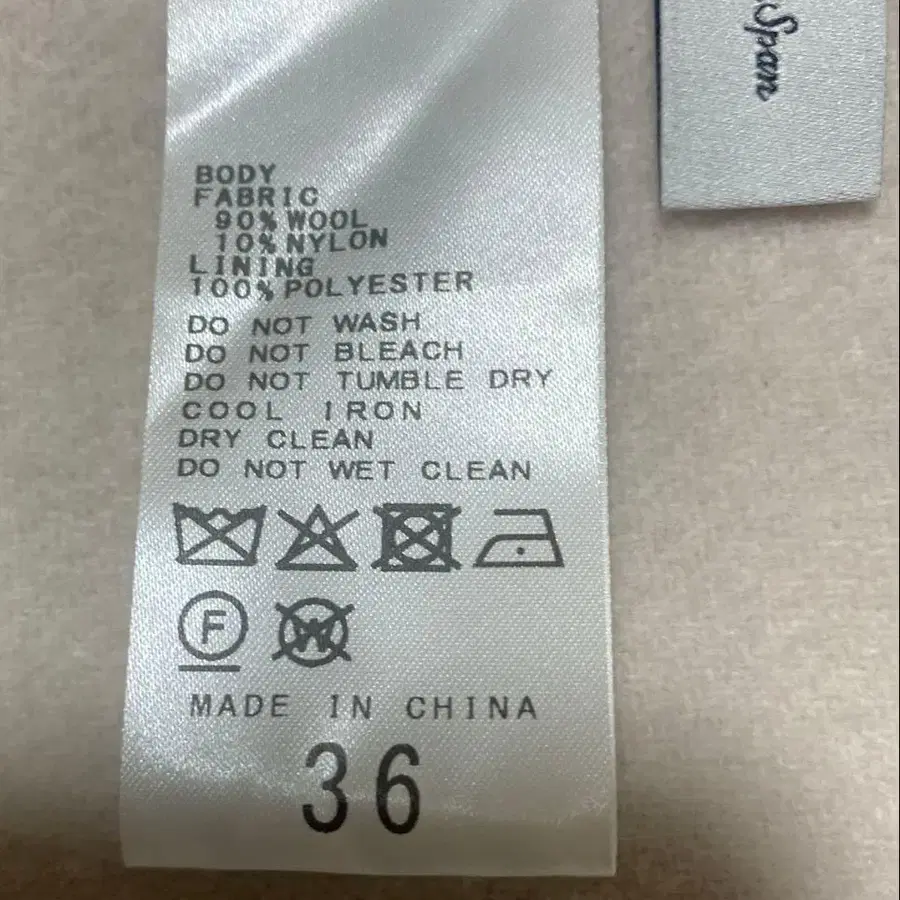 Span
BODY
FABRIC
90% WOOL
10% NYLON
LINING
100% POLYESTER
DO NOT WASH
DO NOT BLEACH
DO NOT TUMBLE DRY
COOL IRON
DRY CLEAN
DO NOT WET CLEAN
F W
MADE IN CHINA
36